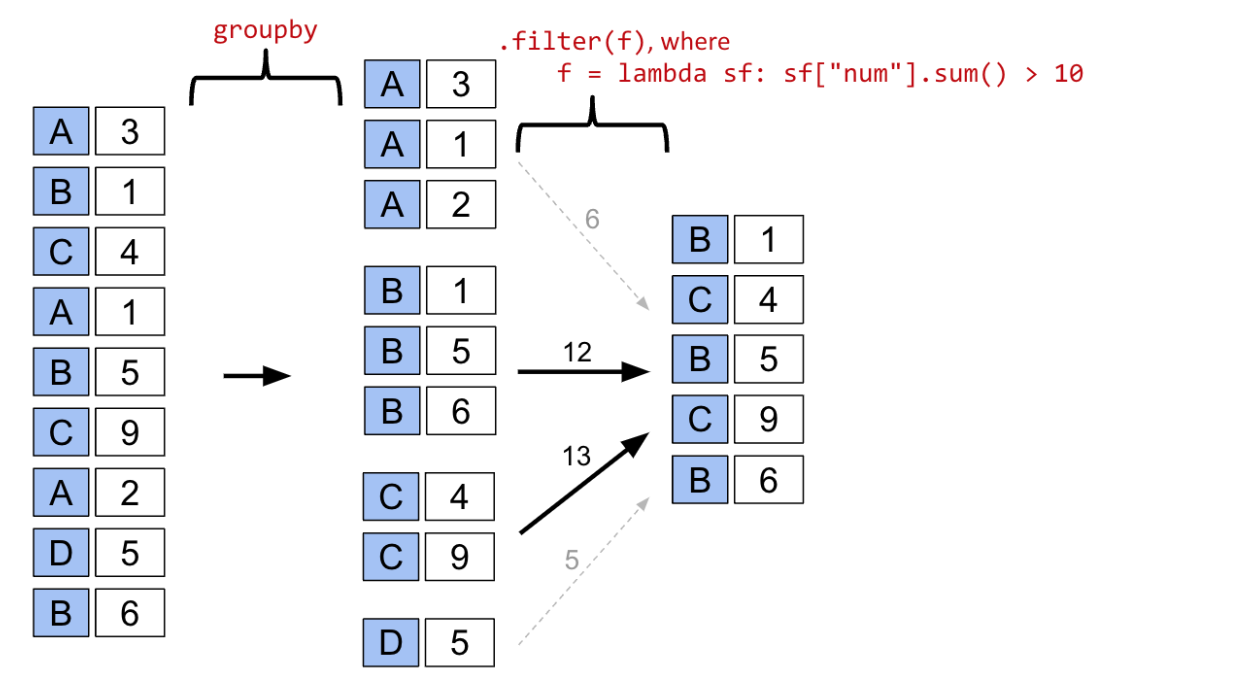 groupby
.filter(f), where
f = lambda sf: sf["num"].sum() > 10
A 3
B 1
C 4
A 1
B 5
C 9
A 2
D 5
B 6
A 3
A 1
A 2
B 1
B 5
B 6
C 4
C 9
D 5
6
12
13
5
B 1
C 4
B 5
C 9
B 6